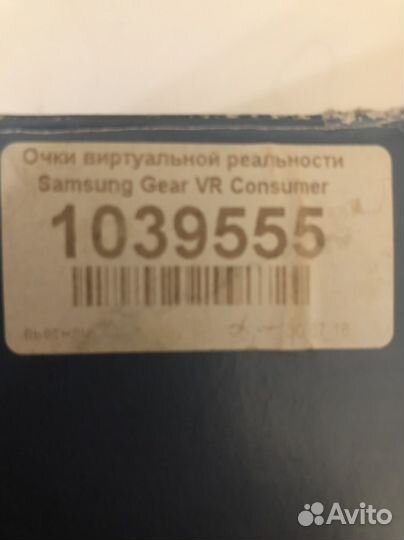 Очки виртуальной реальности
Samsung Gear VR Consumer
1039555
Avito